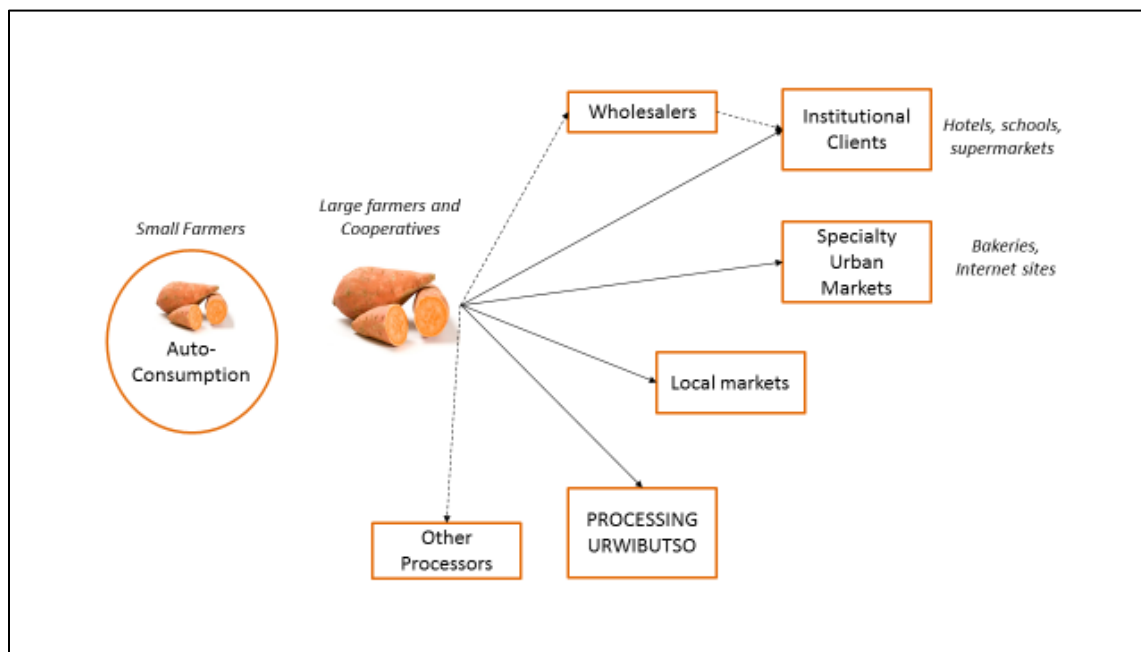 Small Farmers
Auto-
Consumption
Large farmers and
Cooperatives
Wholesalers
Institutional
Clients
Hotels, schools,
supermarkets
Specialty
Urban
Markets
Bakeries,
Internet sites
Local markets
PROCESSING
URWIBUTSO
Other
Processors